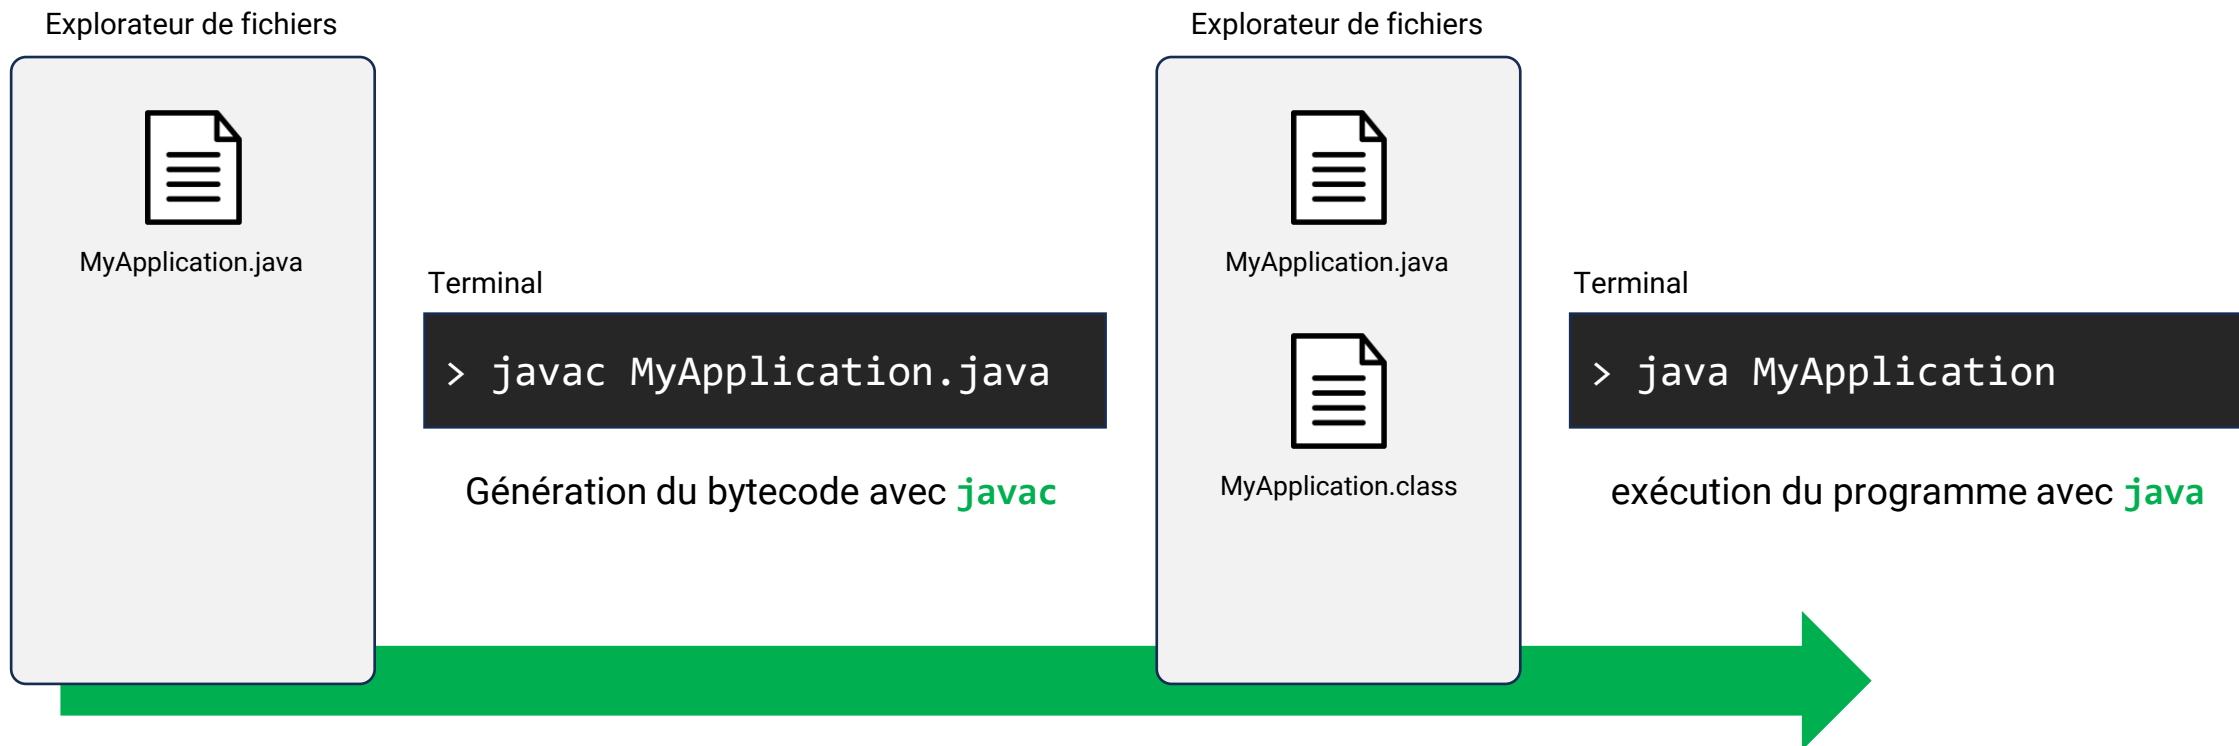 Explorateur de fichiers
MyApplication.java
Terminal
> javac MyApplication.java
Génération du bytecode avec javac
Explorateur de fichiers
MyApplication.java
MyApplication.class
Terminal
> java MyApplication
exécution du programme avec java